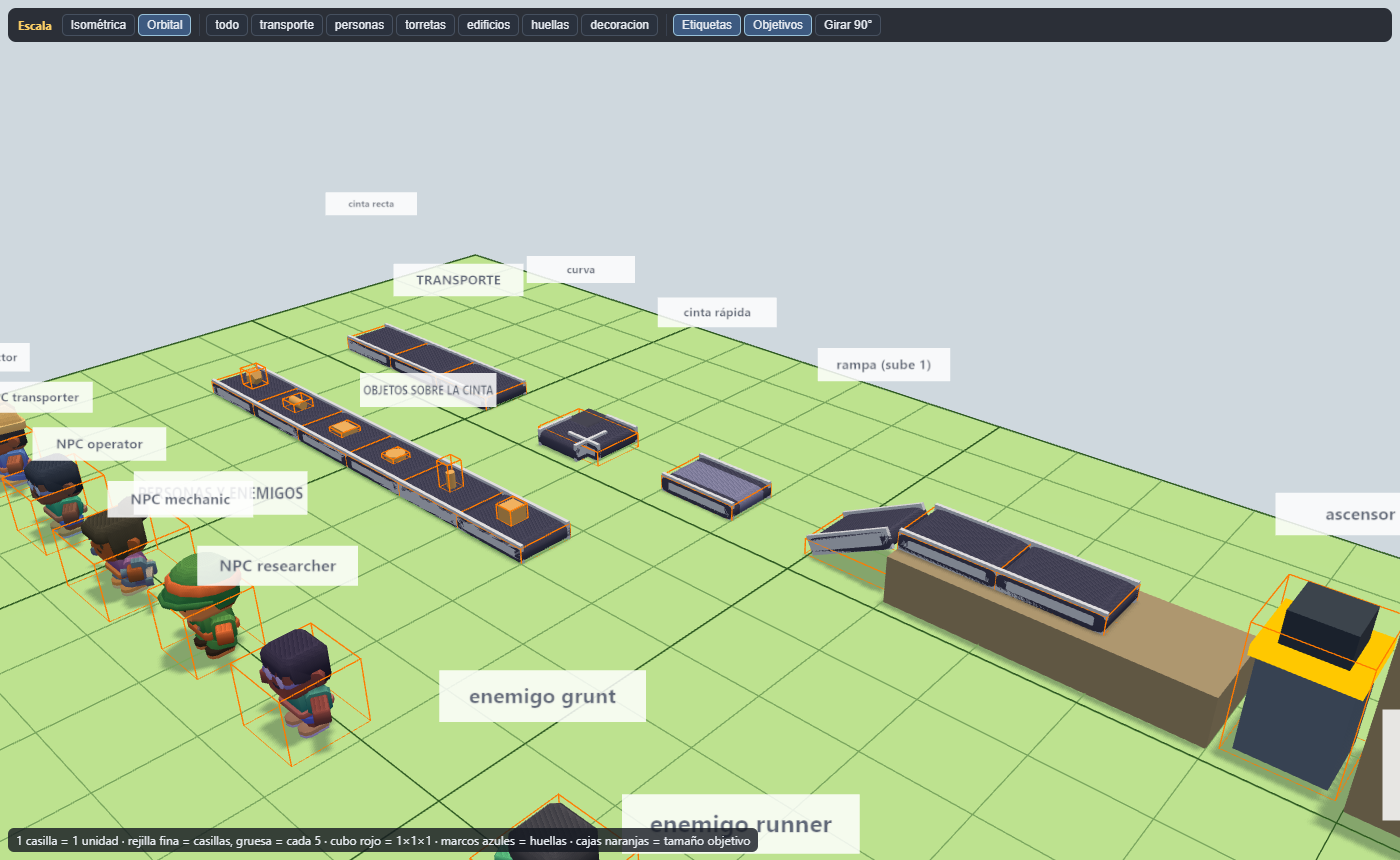 Escala Isométrica Orbital todo transporte personas torretas edificios huellas decoracion Etiquetas Objetivos Girar 90°
cinta recta
TRANSPORTE
curva
cinta rápida
rampa (sube 1)
OBJETOS SOBRE LA CINTA
transporter
NPC operator
NPC mechanic
ENEMIGOS
NPC researcher
ascensor
enemigo grunt
enemigo runner
1 casilla = 1 unidad · rejilla fina = casillas, gruesa = cada 5 · cubo rojo = 1×1×1 · marcos azules = huellas · cajas naranjas = tamaño objetivo